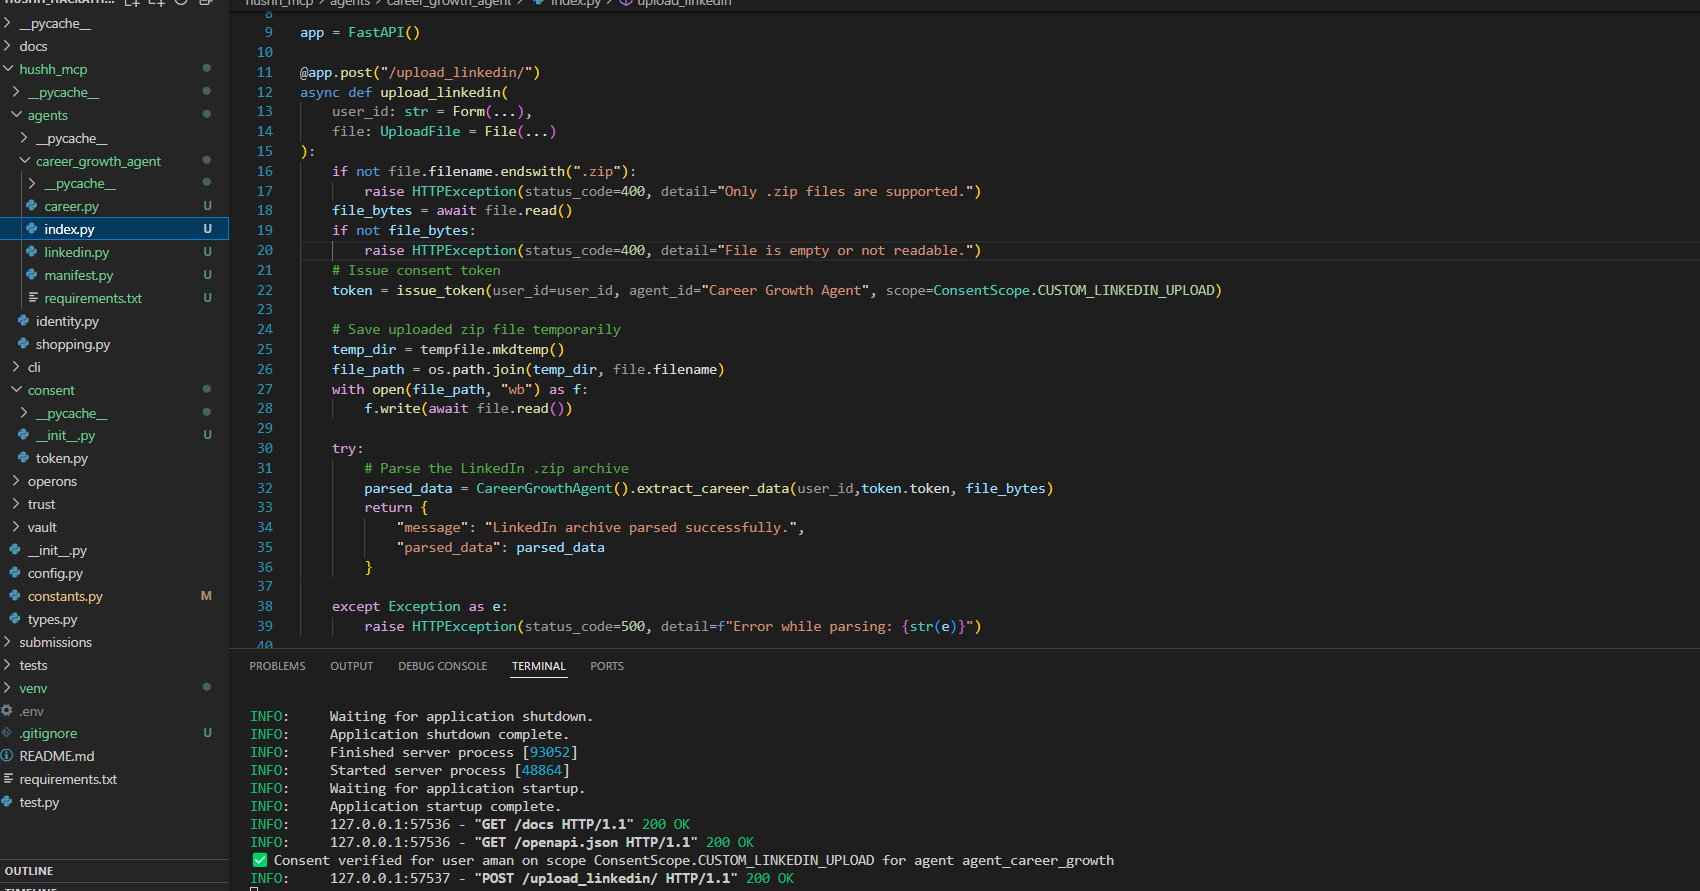 hushh_mcp > agents > career_growth_agent > index.py > upload_linkedin
__pycache__
docs
hushh_mcp
__pycache__
agents
__pycache__
career_growth_agent
__pycache__
career.py U
index.py U
linkedin.py U
manifest.py U
requirements.txt U
identity.py
shopping.py
cli
consent
__pycache__
__init__.py U
token.py
operons
trust
vault
__init__.py
config.py
constants.py M
types.py
submissions
tests
venv
.env
.gitignore U
README.md
requirements.txt
test.py
OUTLINE
8
9 app = FastAPI()
10
11 @app.post("/upload_linkedin/")
12 async def upload_linkedin(
13     user_id: str = Form(...),
14     file: UploadFile = File(...)
15 ):
16     if not file.filename.endswith(".zip"):
17         raise HTTPException(status_code=400, detail="Only .zip files are supported.")
18     file_bytes = await file.read()
19     if not file_bytes:
20         raise HTTPException(status_code=400, detail="File is empty or not readable.")
21     # Issue consent token
22     token = issue_token(user_id=user_id, agent_id="Career Growth Agent", scope=ConsentScope.CUSTOM_LINKEDIN_UPLOAD)
23
24     # Save uploaded zip file temporarily
25     temp_dir = tempfile.mkdtemp()
26     file_path = os.path.join(temp_dir, file.filename)
27     with open(file_path, "wb") as f:
28         f.write(await file.read())
29
30     try:
31         # Parse the LinkedIn .zip archive
32         parsed_data = CareerGrowthAgent().extract_career_data(user_id,token.token, file_bytes)
33         return {
34             "message": "LinkedIn archive parsed successfully.",
35             "parsed_data": parsed_data
36         }
37
38     except Exception as e:
39         raise HTTPException(status_code=500, detail=f"Error while parsing: {str(e)}")
40
PROBLEMS OUTPUT DEBUG CONSOLE TERMINAL PORTS
INFO:     Waiting for application shutdown.
INFO:     Application shutdown complete.
INFO:     Finished server process [93052]
INFO:     Started server process [48864]
INFO:     Waiting for application startup.
INFO:     Application startup complete.
INFO:     127.0.0.1:57536 - "GET /docs HTTP/1.1" 200 OK
INFO:     127.0.0.1:57536 - "GET /openapi.json HTTP/1.1" 200 OK
✅ Consent verified for user aman on scope ConsentScope.CUSTOM_LINKEDIN_UPLOAD for agent agent_career_growth
INFO:     127.0.0.1:57537 - "POST /upload_linkedin/ HTTP/1.1" 200 OK